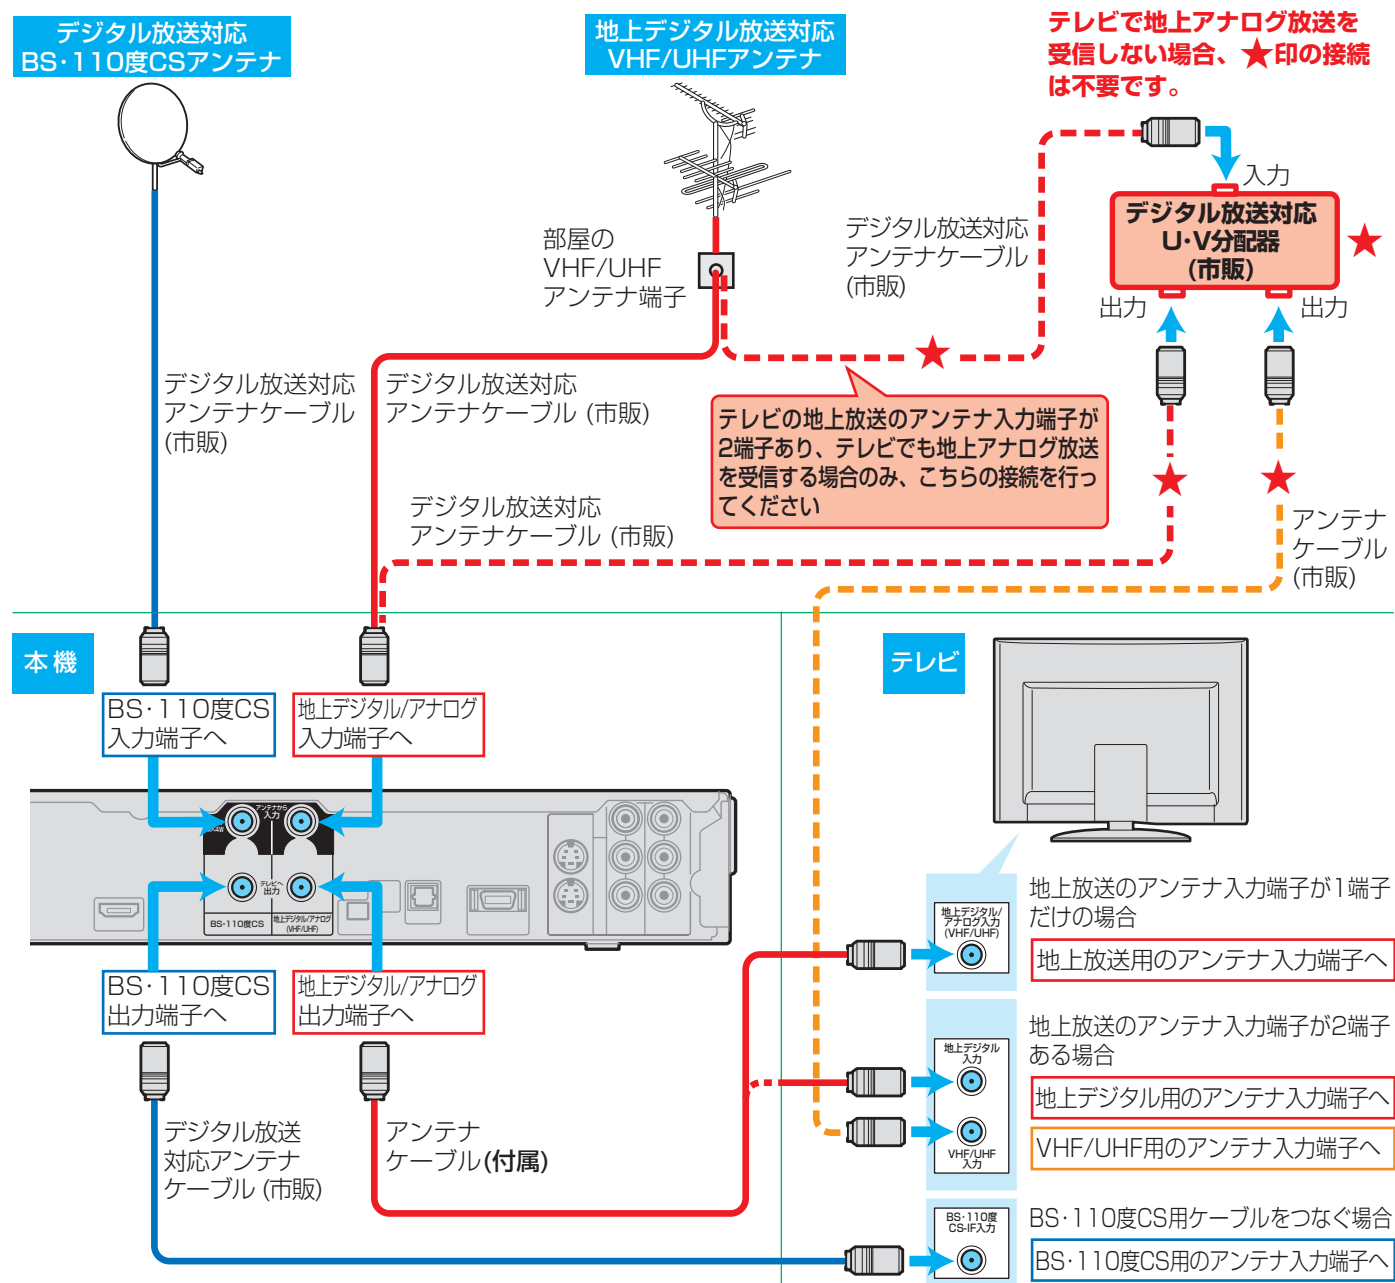 デジタル放送対応
BS･110度CSアンテナ
地上デジタル放送対応
VHF/UHFアンテナ
テレビで地上アナログ放送を
受信しない場合、★印の接続
は不要です。
入力
デジタル放送対応
U･V分配器
(市販)
★
出力
出力
部屋の
VHF/UHF
アンテナ端子
デジタル放送対応
アンテナケーブル
(市販)
デジタル放送対応
アンテナケーブル
(市販)
デジタル放送対応
アンテナケーブル (市販)
テレビの地上放送のアンテナ入力端子が
2端子あり、テレビでも地上アナログ放送
を受信する場合のみ、こちらの接続を行っ
てください
デジタル放送対応
アンテナケーブル (市販)
アンテナ
ケーブル
(市販)
本機
テレビ
BS･110度CS
入力端子へ
地上デジタル/アナログ
入力端子へ
アンテナから
入力
テレビへ
出力
BS･110度CS
地上デジタル/アナログ
(VHF/UHF)
BS･110度CS
出力端子へ
地上デジタル/アナログ
出力端子へ
デジタル放送
対応アンテナ
ケーブル (市販)
アンテナ
ケーブル(付属)
地上デジタル/
アナログ入力
(VHF/UHF)
地上放送のアンテナ入力端子が1端子
だけの場合
地上放送用のアンテナ入力端子へ
地上デジタル
入力
VHF/UHF
入力
地上放送のアンテナ入力端子が2端子
ある場合
地上デジタル用のアンテナ入力端子へ
VHF/UHF用のアンテナ入力端子へ
BS･110度
CS-IF入力
BS･110度CS用ケーブルをつなぐ場合
BS･110度CS用のアンテナ入力端子へ